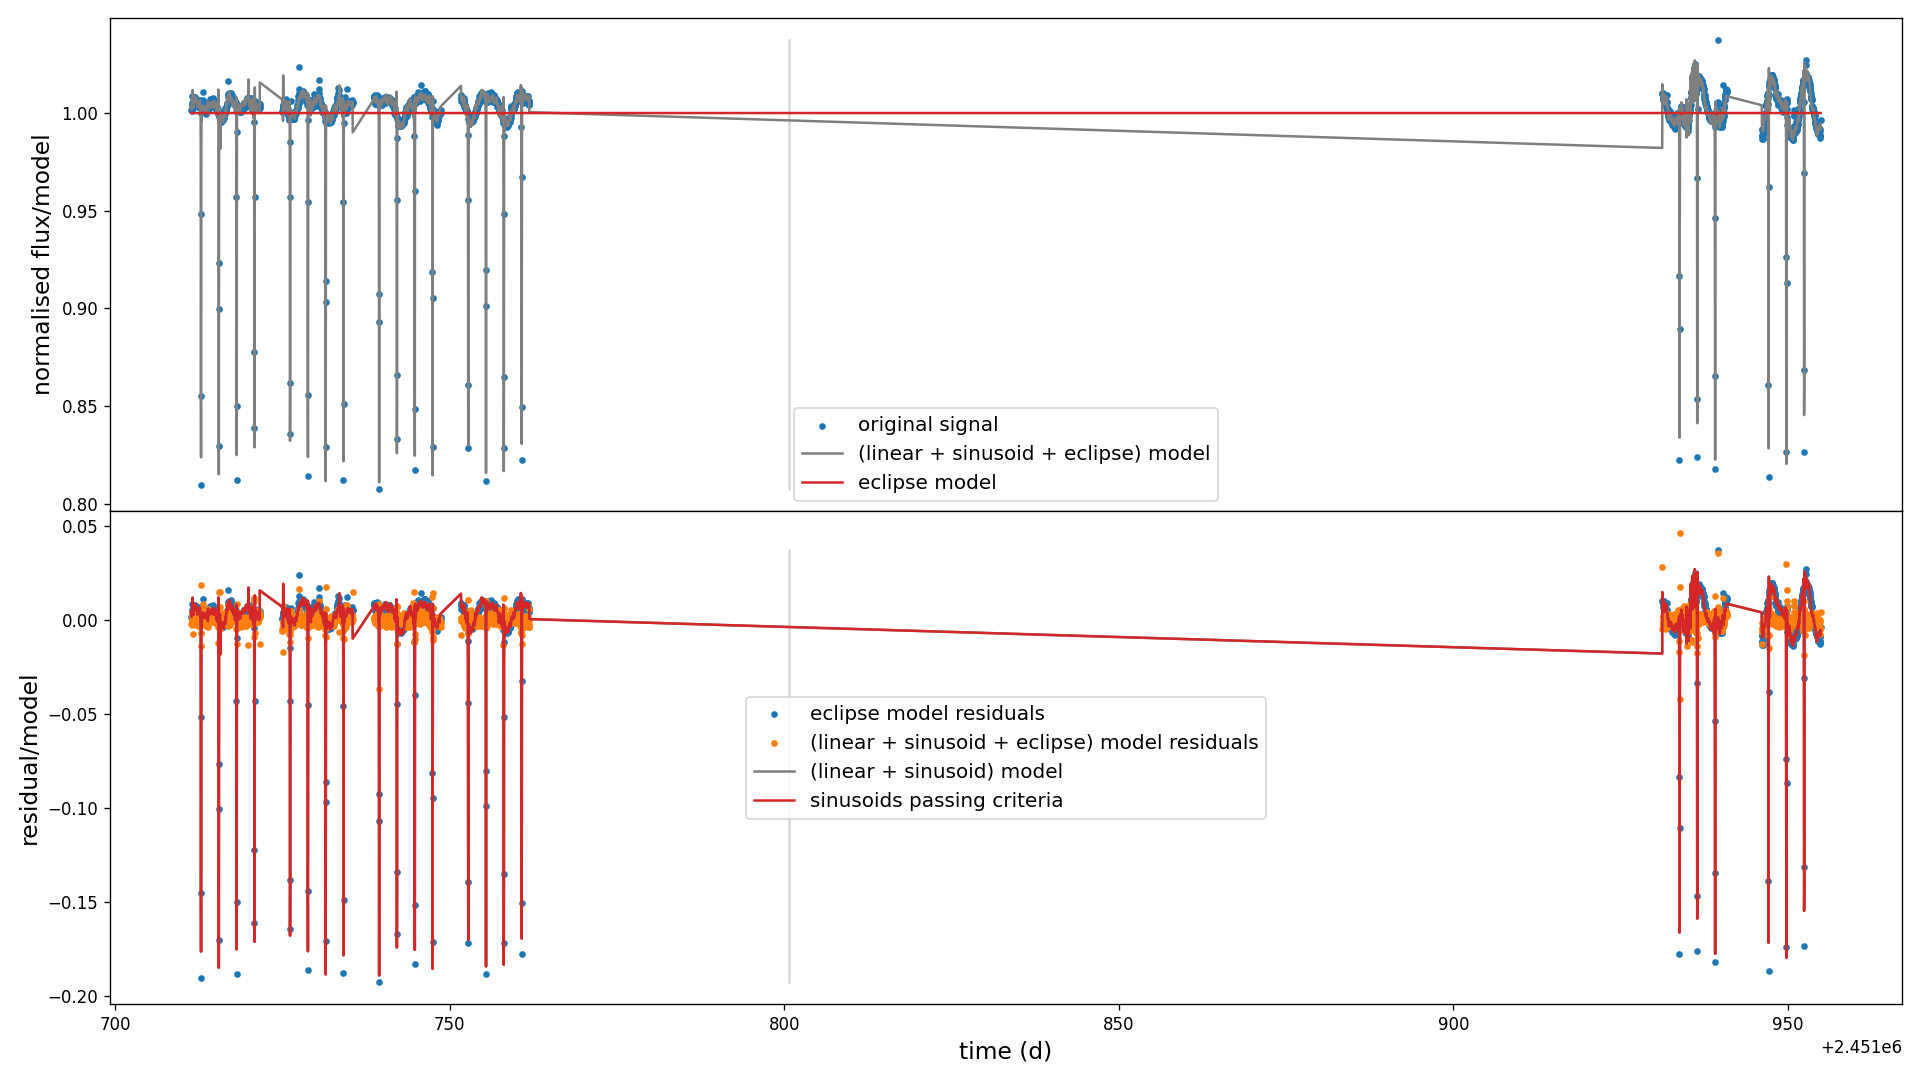 normalised flux/model
1.00
0.95
0.90
0.85
0.80
original signal
(linear + sinusoid + eclipse) model
eclipse model
residual/model
0.05
0.00
−0.05
−0.10
−0.15
−0.20
eclipse model residuals
(linear + sinusoid + eclipse) model residuals
(linear + sinusoid) model
sinusoids passing criteria
700 750 800 850 900 950
time (d)
+2.451e6